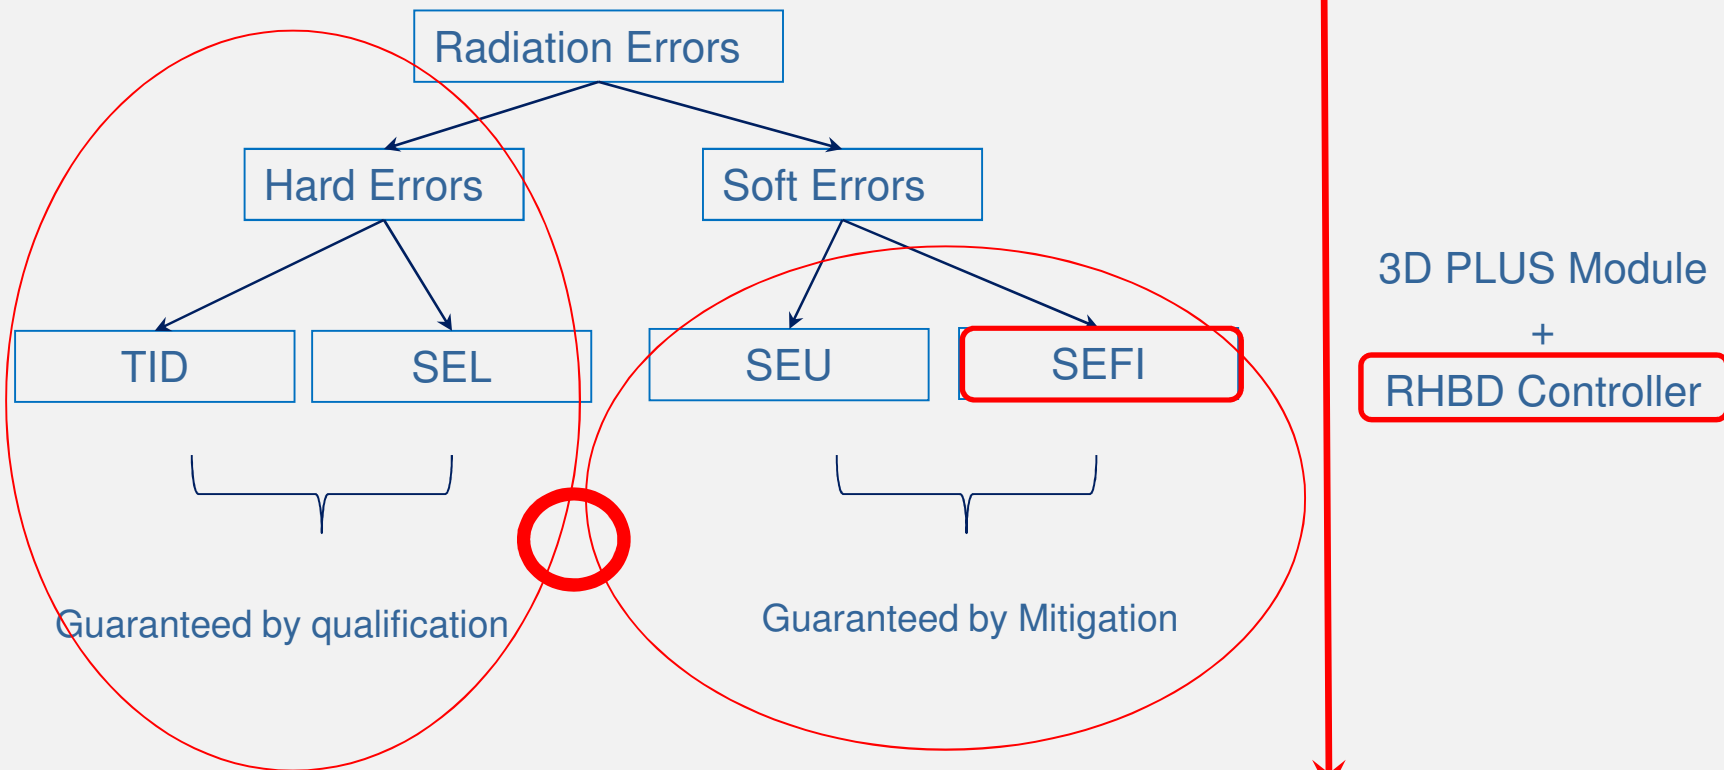 Radiation Errors
Hard Errors
Soft Errors
TID
SEL
SEU
SEFI
Guaranteed by qualification
Guaranteed by Mitigation
3D PLUS Module
+
RHBD Controller